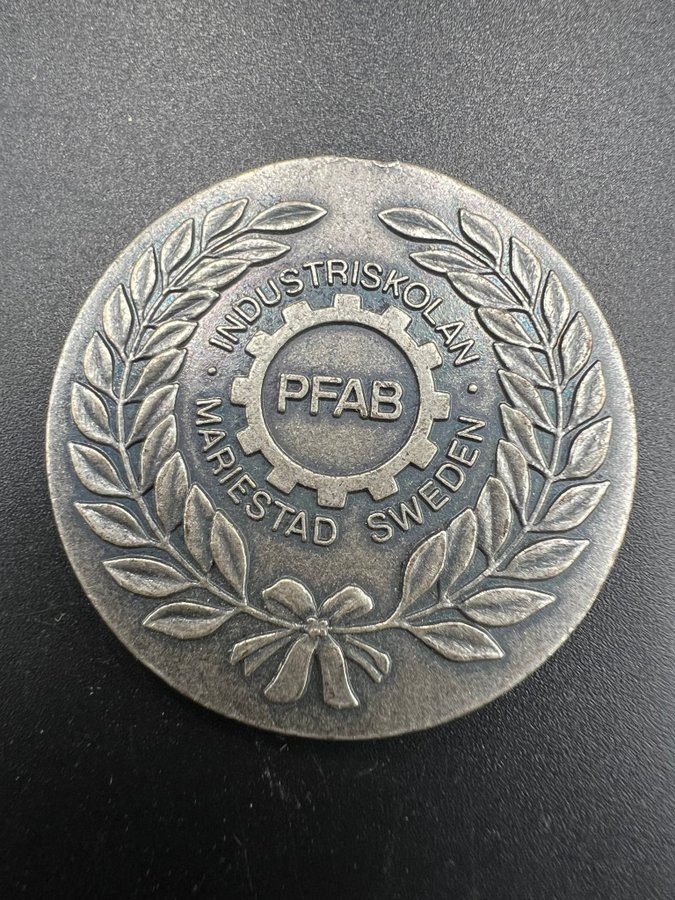 · INDUSTRISKOLAN ·
PFAB
MARIESTAD SWEDEN